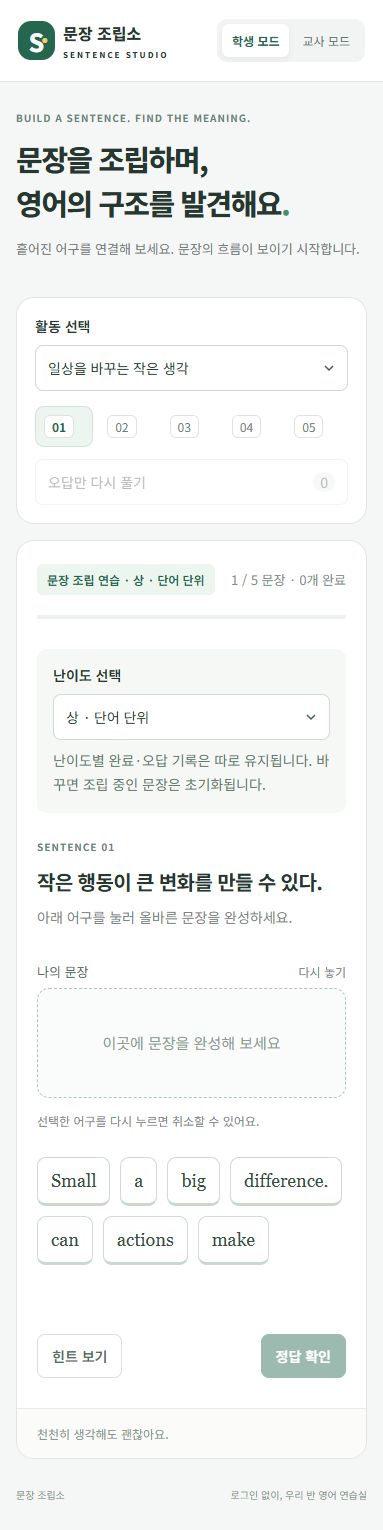 S
문장 조립소
SENTENCE STUDIO
학생 모드
교사 모드
BUILD A SENTENCE. FIND THE MEANING.
문장을 조립하며,
영어의 구조를 발견해요.
흩어진 어구를 연결해 보세요. 문장의 흐름이 보이기 시작합니다.
활동 선택
일상을 바꾸는 작은 생각
01 02 03 04 05
오답만 다시 풀기 0
문장 조립 연습 · 상 · 단어 단위
1 / 5 문장 · 0개 완료
난이도 선택
상 · 단어 단위
난이도별 완료·오답 기록은 따로 유지됩니다. 바
꾸면 조립 중인 문장은 초기화됩니다.
SENTENCE 01
작은 행동이 큰 변화를 만들 수 있다.
아래 어구를 눌러 올바른 문장을 완성하세요.
나의 문장
다시 놓기
이곳에 문장을 완성해 보세요
선택한 어구를 다시 누르면 취소할 수 있어요.
Small a big difference.
can actions make
힌트 보기
정답 확인
천천히 생각해도 괜찮아요.
문장 조립소
로그인 없이, 우리 반 영어 연습실